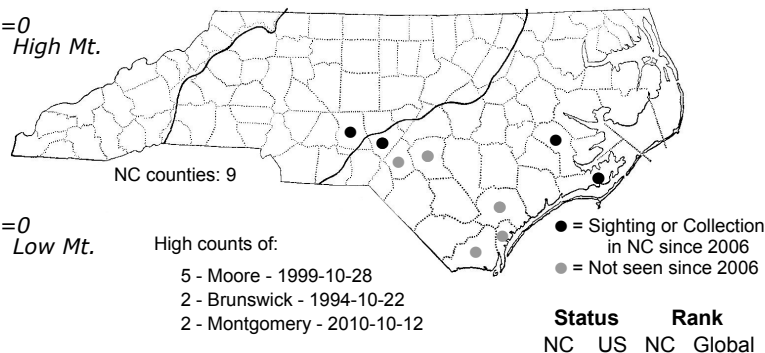 =0
High Mt.
NC counties: 9
=0
Low Mt.
High counts of:
5 - Moore - 1999-10-28
2 - Brunswick - 1994-10-22
2 - Montgomery - 2010-10-12
● = Sighting or Collection
in NC since 2006
● = Not seen since 2006
Status Rank
NC US NC Global